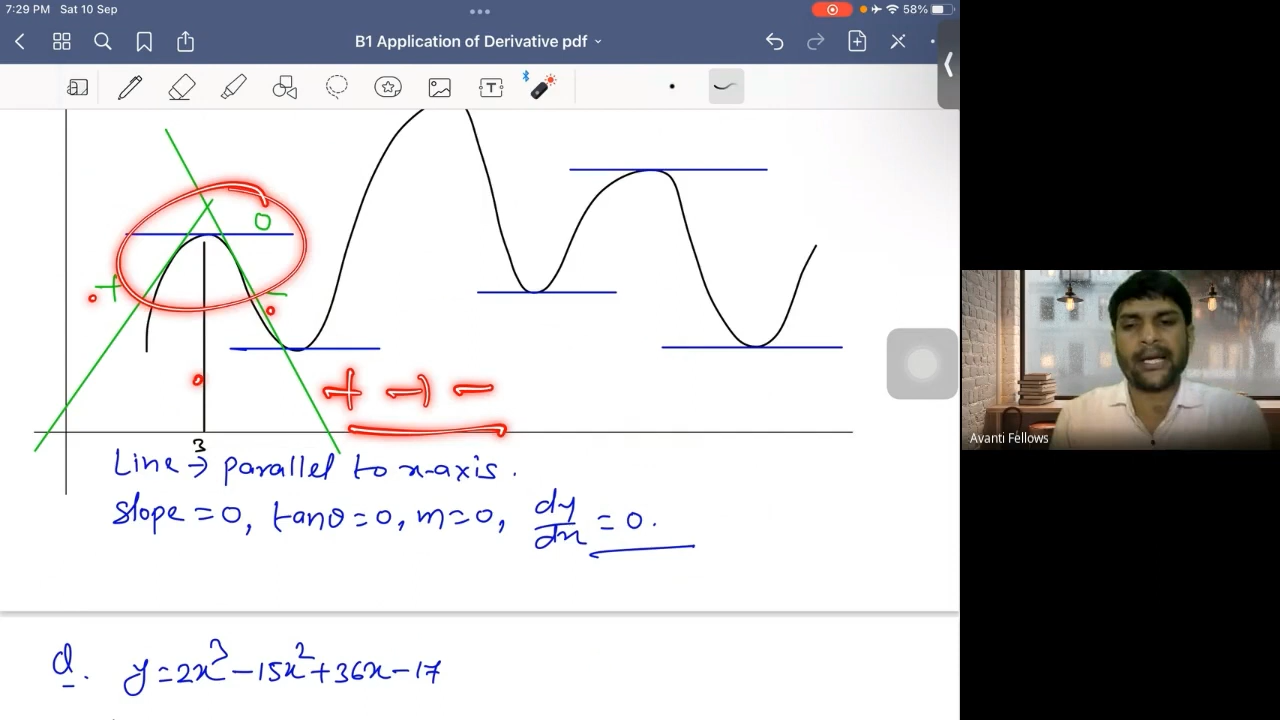 7:29 PM Sat 10 Sep
58%
B1 Application of Derivative pdf
T
0
+
-
+ → -
3
Line → parallel to x-axis.
Slope = 0, tanθ = 0, m = 0, dy/dx = 0.
Q. y = 2x³ - 15x² + 36x - 17
Avanti Fellows